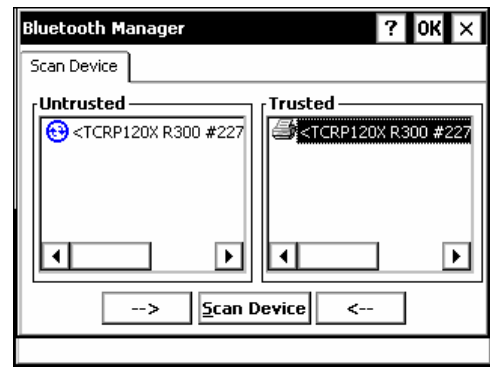 Bluetooth Manager ? OK ×
Scan Device
Untrusted Trusted
<TCRP120X R300 #227 <TCRP120X R300 #227
--> Scan Device <--